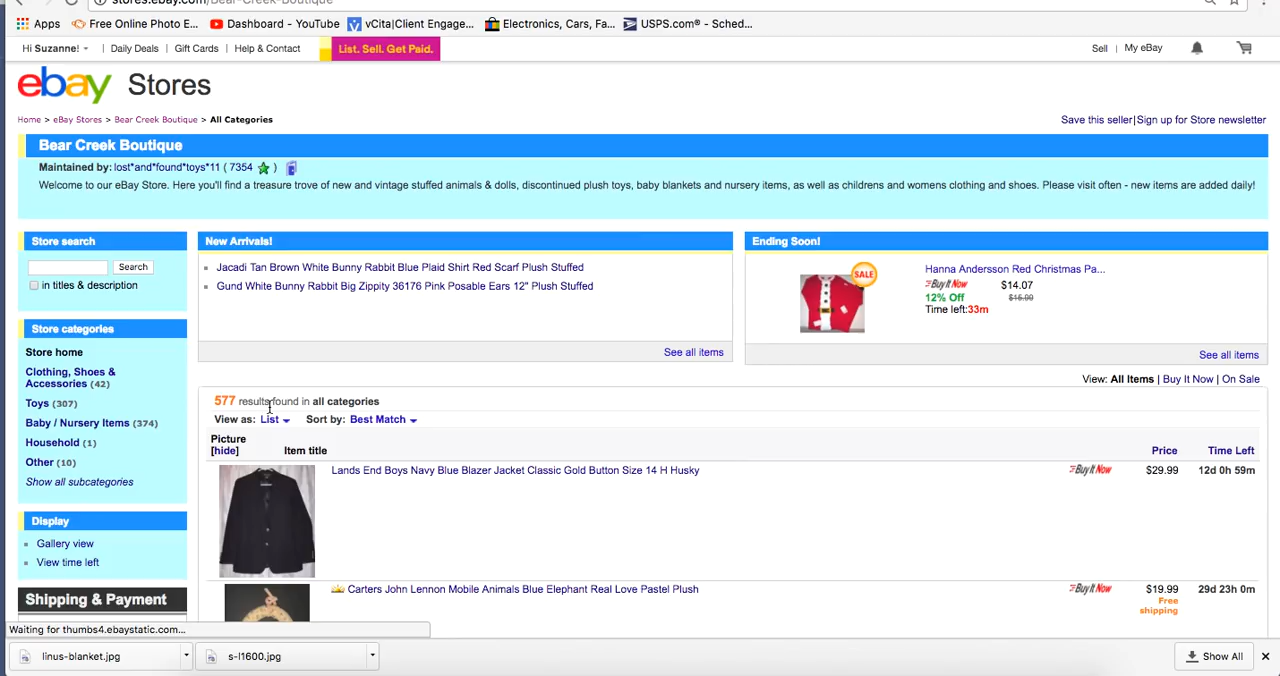 stores.ebay.com/Bear-Creek-Boutique
Apps Free Online Photo E... Dashboard - YouTube vCita|Client Engage... Electronics, Cars, Fa... USPS.com® - Sched...
Hi Suzanne! | Daily Deals | Gift Cards | Help & Contact List. Sell. Get Paid. Sell | My eBay
ebay Stores
Home > eBay Stores > Bear Creek Boutique > All Categories Save this seller|Sign up for Store newsletter
Bear Creek Boutique
Maintained by: lost*and*found*toys*11 ( 7354 )
Welcome to our eBay Store. Here you'll find a treasure trove of new and vintage stuffed animals & dolls, discontinued plush toys, baby blankets and nursery items, as well as childrens and womens clothing and shoes. Please visit often - new items are added daily!
Store search
Search
in titles & description
Store categories
Store home
Clothing, Shoes &
Accessories (42)
Toys (307)
Baby / Nursery Items (374)
Household (1)
Other (10)
Show all subcategories
Display
Gallery view
View time left
Shipping & Payment
New Arrivals!
Jacadi Tan Brown White Bunny Rabbit Blue Plaid Shirt Red Scarf Plush Stuffed
Gund White Bunny Rabbit Big Zippity 36176 Pink Posable Ears 12" Plush Stuffed
See all items
Ending Soon!
SALE
Hanna Andersson Red Christmas Pa...
Buy It Now $14.07
12% Off $15.99
Time left:33m
See all items
View: All Items | Buy It Now | On Sale
577 results found in all categories
View as: List Sort by: Best Match
Picture
[hide] Item title Price Time Left
Lands End Boys Navy Blue Blazer Jacket Classic Gold Button Size 14 H Husky Buy It Now $29.99 12d 0h 59m
Carters John Lennon Mobile Animals Blue Elephant Real Love Pastel Plush Buy It Now $19.99 29d 23h 0m
Free
shipping
Waiting for thumbs4.ebaystatic.com...
linus-blanket.jpg s-l1600.jpg Show All